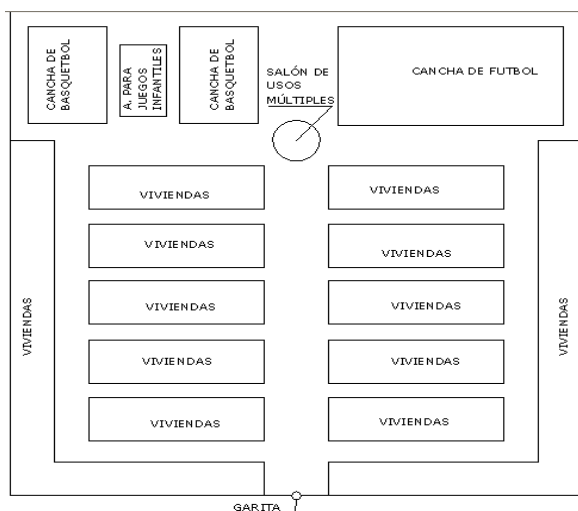 CANCHA DE
BASQUETBOL
A. PARA
JUEGOS
INFANTILES
CANCHA DE
BASQUETBOL
SALÓN DE
USOS
MÚLTIPLES
CANCHA DE FUTBOL
VIVIENDAS
VIVIENDAS
VIVIENDAS
VIVIENDAS
VIVIENDAS
VIVIENDAS
VIVIENDAS
VIVIENDAS
VIVIENDAS
VIVIENDAS
VIVIENDAS
VIVIENDAS
GARITA